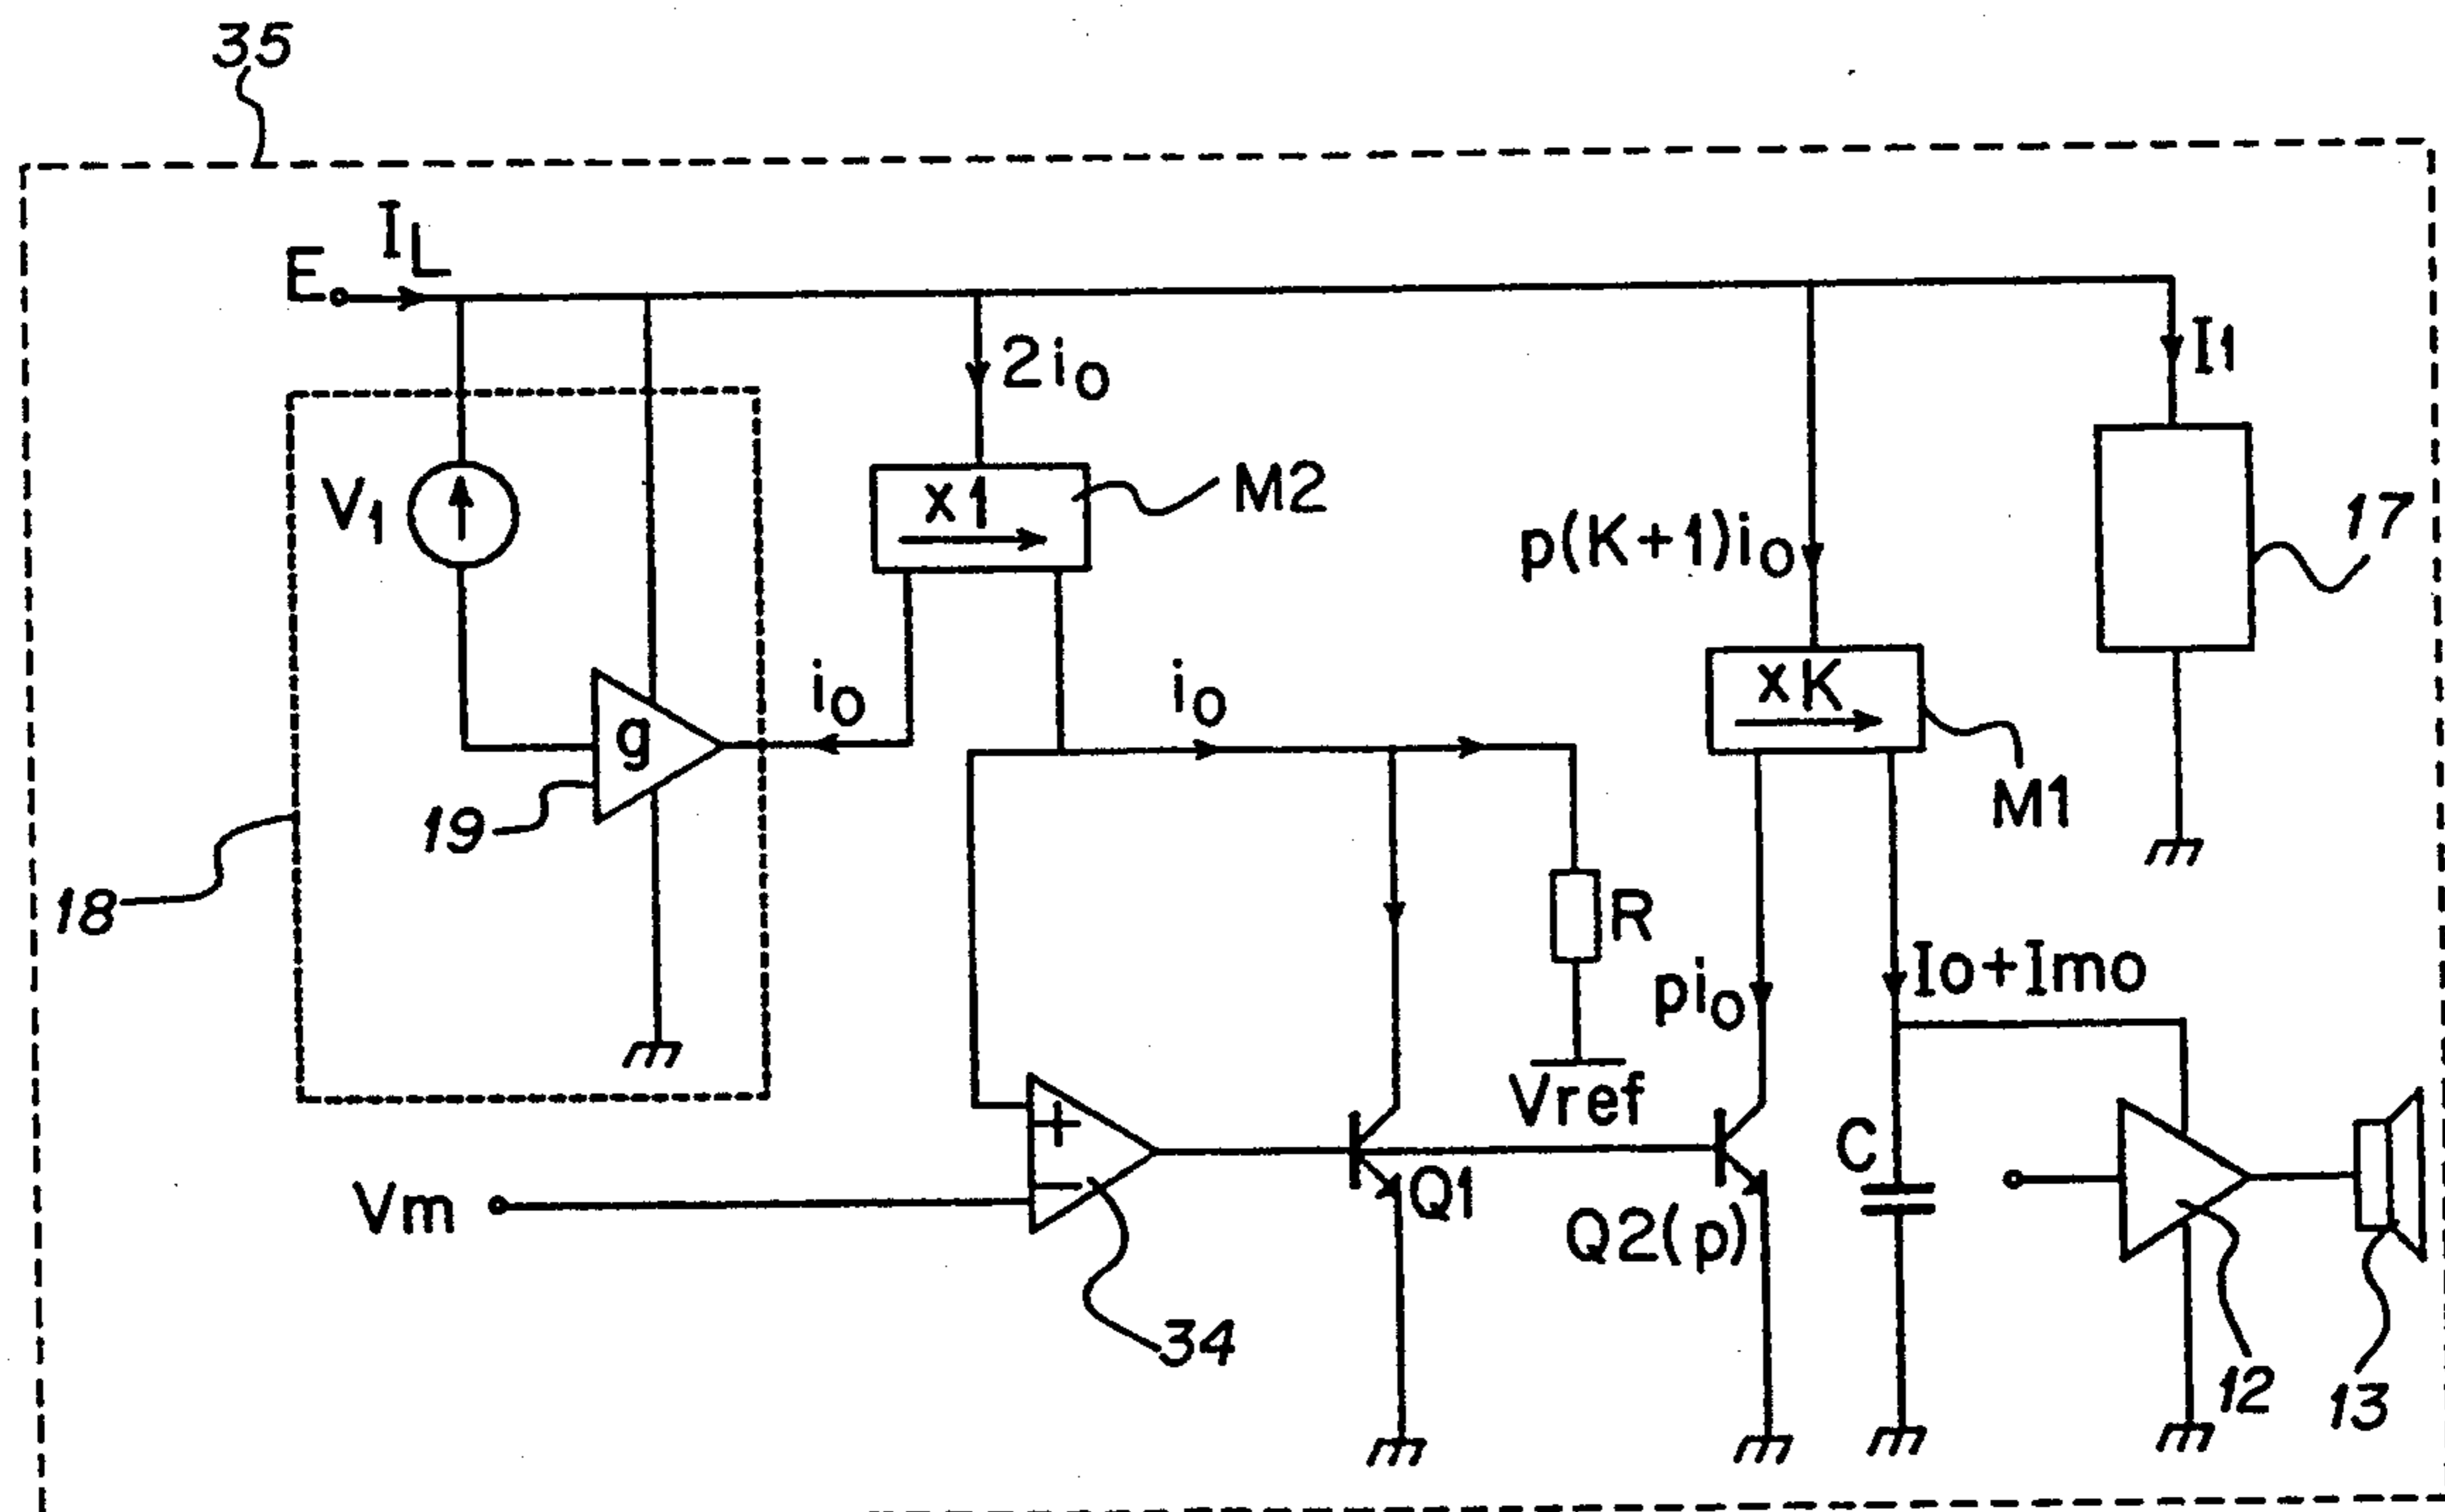 35
E
IL
2io
I1
V1
x1
M2
p(K+1)io
17
xK
M1
g
io
io
19
18
R
pio
Io+Imo
Vref
+
−
Vm
Q1
Q2(p)
C
34
12
13